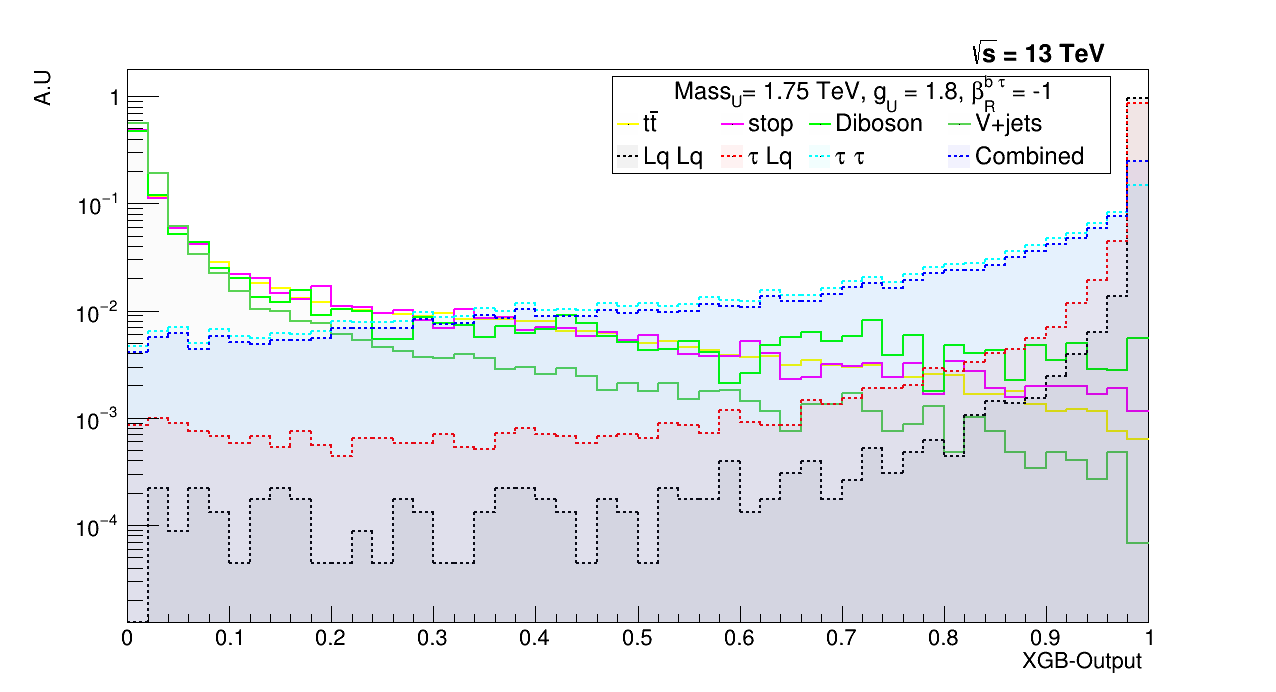 √s = 13 TeV
A.U
Mass_U= 1.75 TeV, g_U = 1.8, β_R^{b τ} = -1
tt̄ stop Diboson V+jets
Lq Lq τ Lq τ τ Combined
1
10⁻¹
10⁻²
10⁻³
10⁻⁴
0 0.1 0.2 0.3 0.4 0.5 0.6 0.7 0.8 0.9 1
XGB-Output